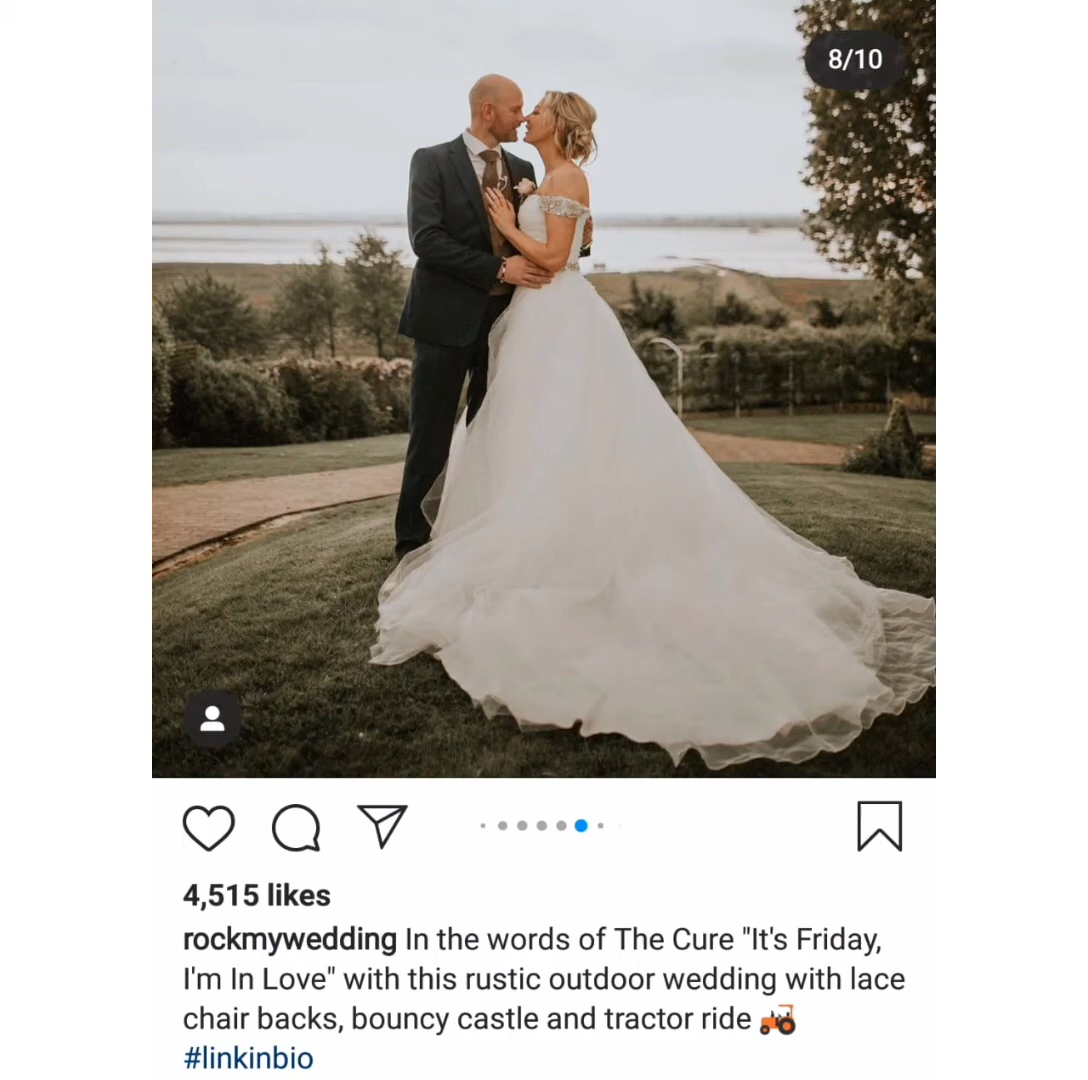 8/10
4,515 likes
rockmywedding In the words of The Cure "It's Friday,
I'm In Love" with this rustic outdoor wedding with lace
chair backs, bouncy castle and tractor ride 🚜
#linkinbio